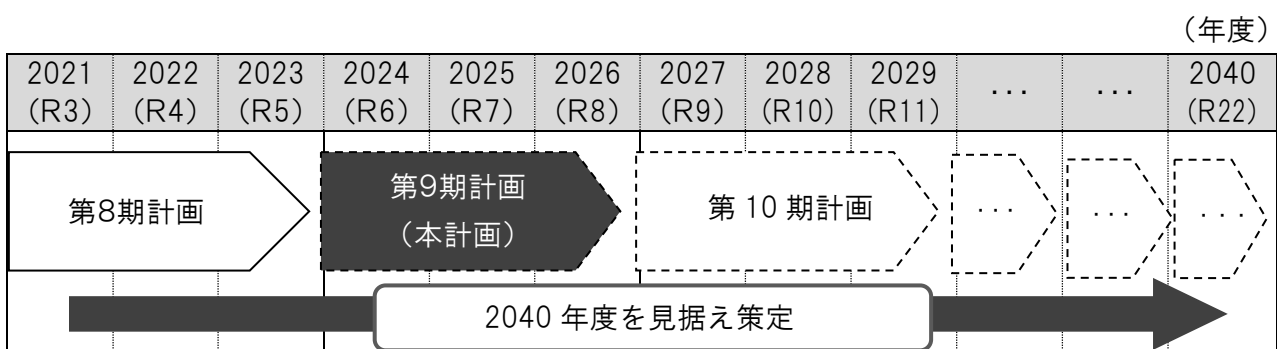 （年度）
2021 2022 2023 2024 2025 2026 2027 2028 2029 ... ... 2040
(R3) (R4) (R5) (R6) (R7) (R8) (R9) (R10) (R11) (R22)
第8期計画
第9期計画
（本計画）
第 10 期計画
...
...
...
2040 年度を見据え策定